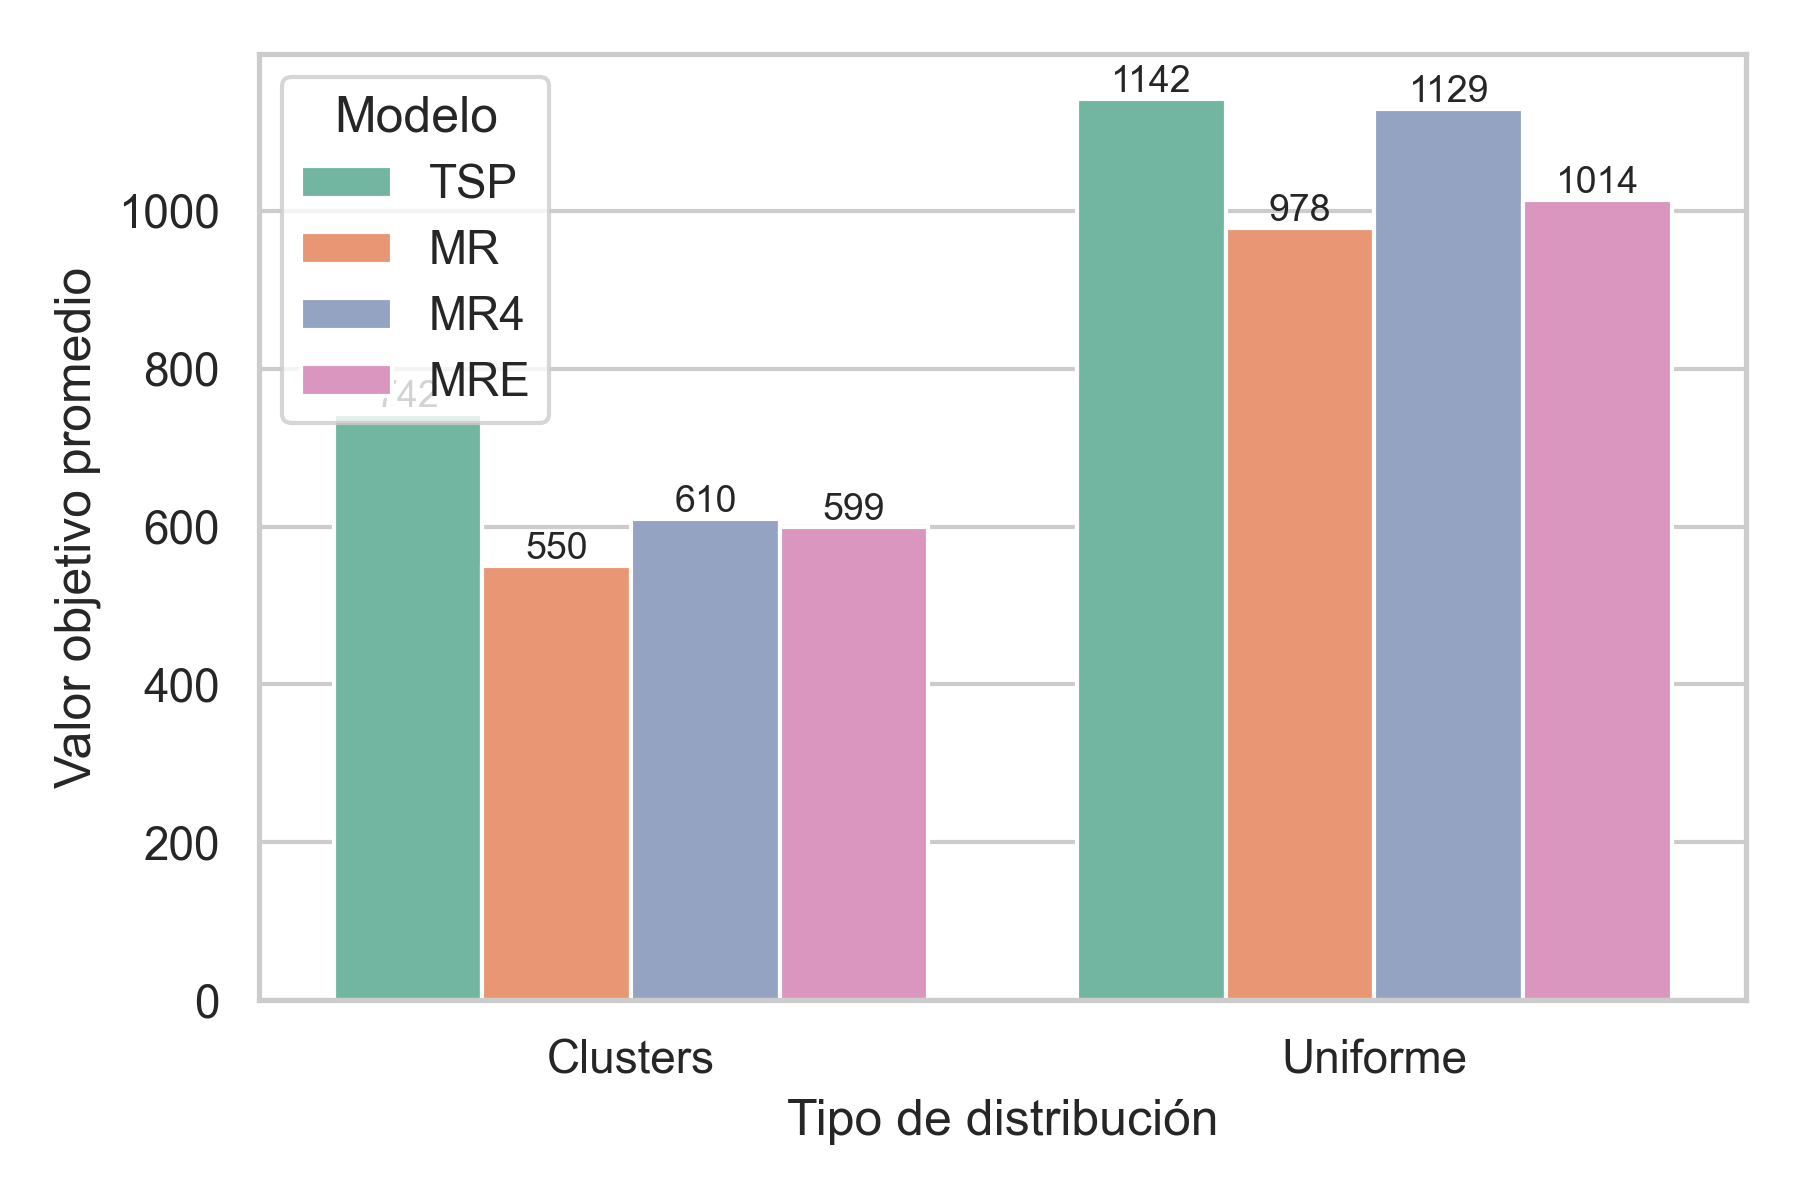 Modelo
TSP
MR
MR4
MRE
742
550
610
599
1142
978
1129
1014
1000
800
600
400
200
0
Valor objetivo promedio
Clusters
Uniforme
Tipo de distribución